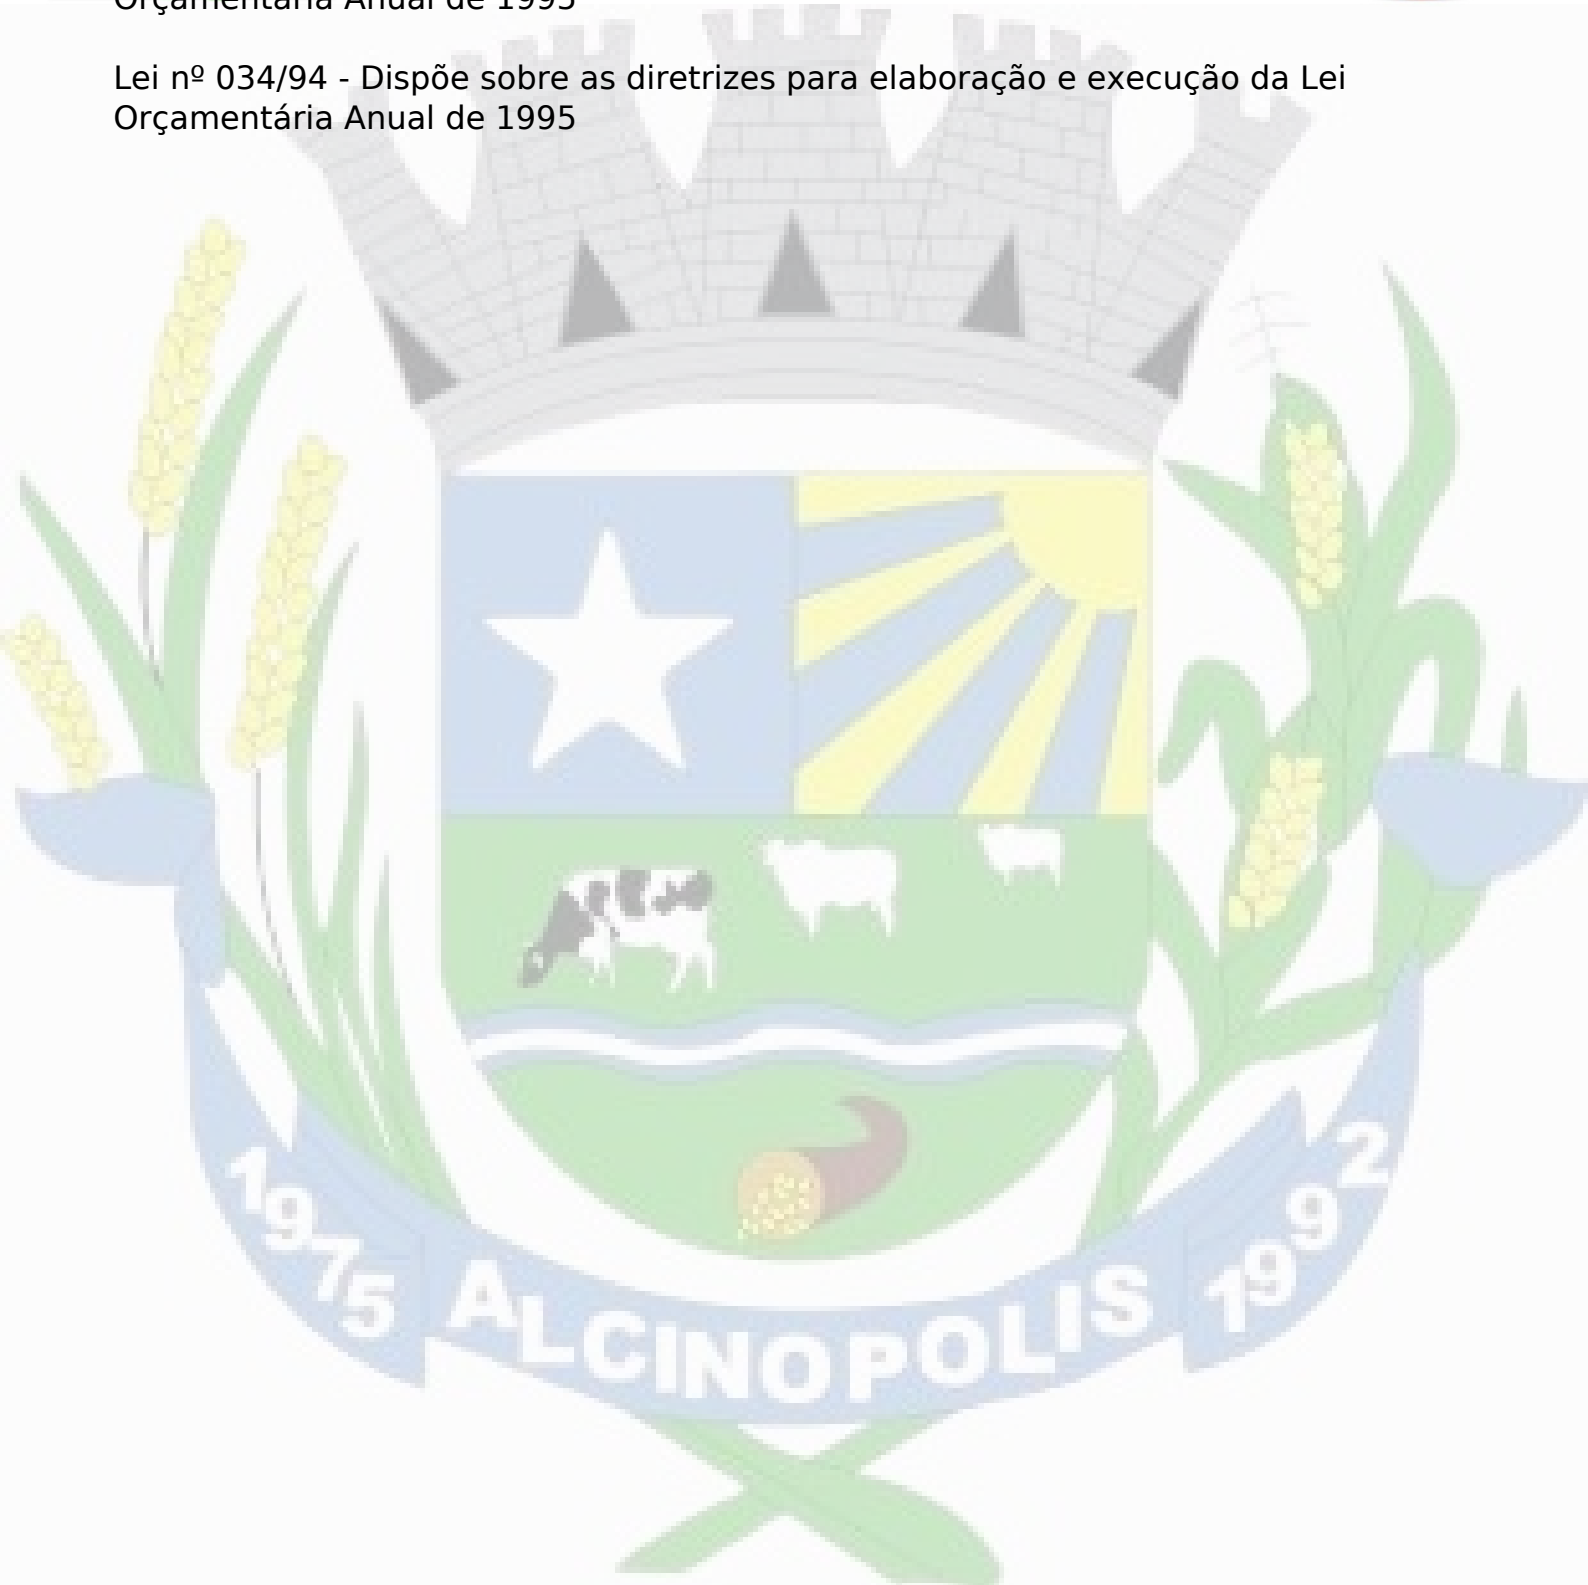 Orçamentária Anual de 1995
Lei nº 034/94 - Dispõe sobre as diretrizes para elaboração e execução da Lei
Orçamentária Anual de 1995
1975 ALCINOPOLIS 1992